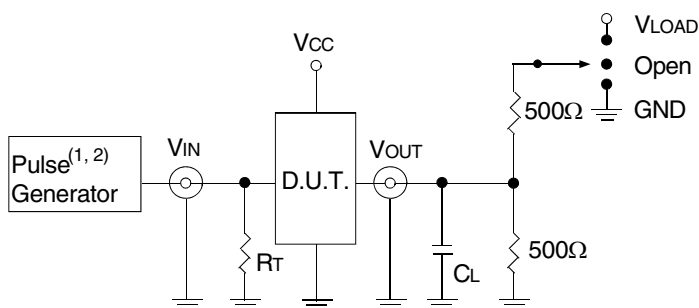 VLOAD
VCC
Open
500Ω
GND
Pulse(1, 2)
Generator
VIN
D.U.T.
VOUT
RT
CL
500Ω